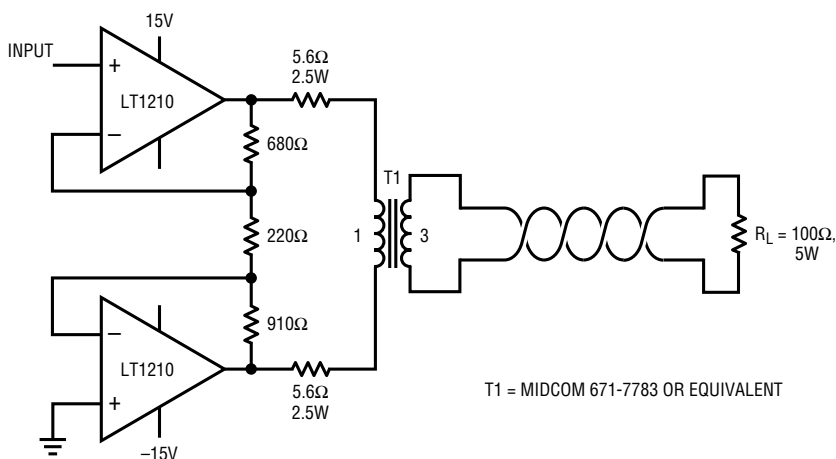 15V
INPUT
+
LT1210
–
5.6Ω
2.5W
680Ω
T1
220Ω
1
3
R_L = 100Ω,
5W
910Ω
–
LT1210
+
5.6Ω
2.5W
–15V
T1 = MIDCOM 671-7783 OR EQUIVALENT